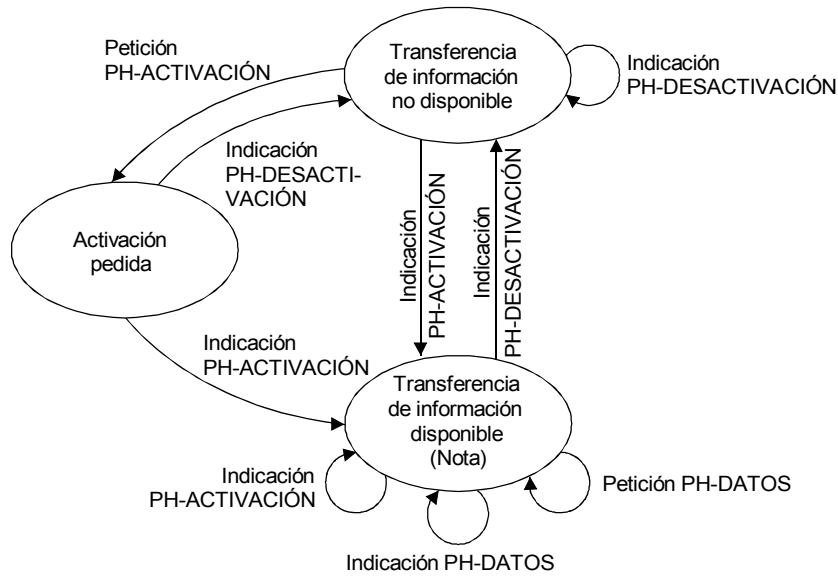 Petición
PH-ACTIVACIÓN
Transferencia
de información
no disponible
Indicación
PH-DESACTIVACIÓN
Indicación
PH-DESACTI-
VACIÓN
Activación
pedida
Indicación
PH-ACTIVACIÓN
Indicación
PH-DESACTIVACIÓN
Indicación
PH-ACTIVACIÓN
Transferencia
de información
disponible
(Nota)
Indicación
PH-ACTIVACIÓN
Petición PH-DATOS
Indicación PH-DATOS